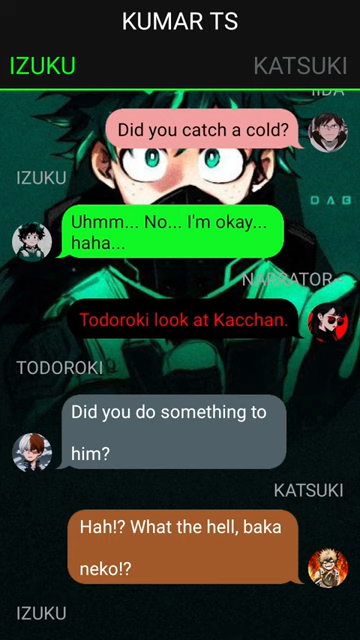 KUMAR TS
IZUKU KATSUKI
IIDA
Did you catch a cold?
IZUKU
Uhmm... No... I'm okay...
haha...
NARRATOR
Todoroki look at Kacchan.
TODOROKI
Did you do something to
him?
KATSUKI
Hah!? What the hell, baka
neko!?
IZUKU